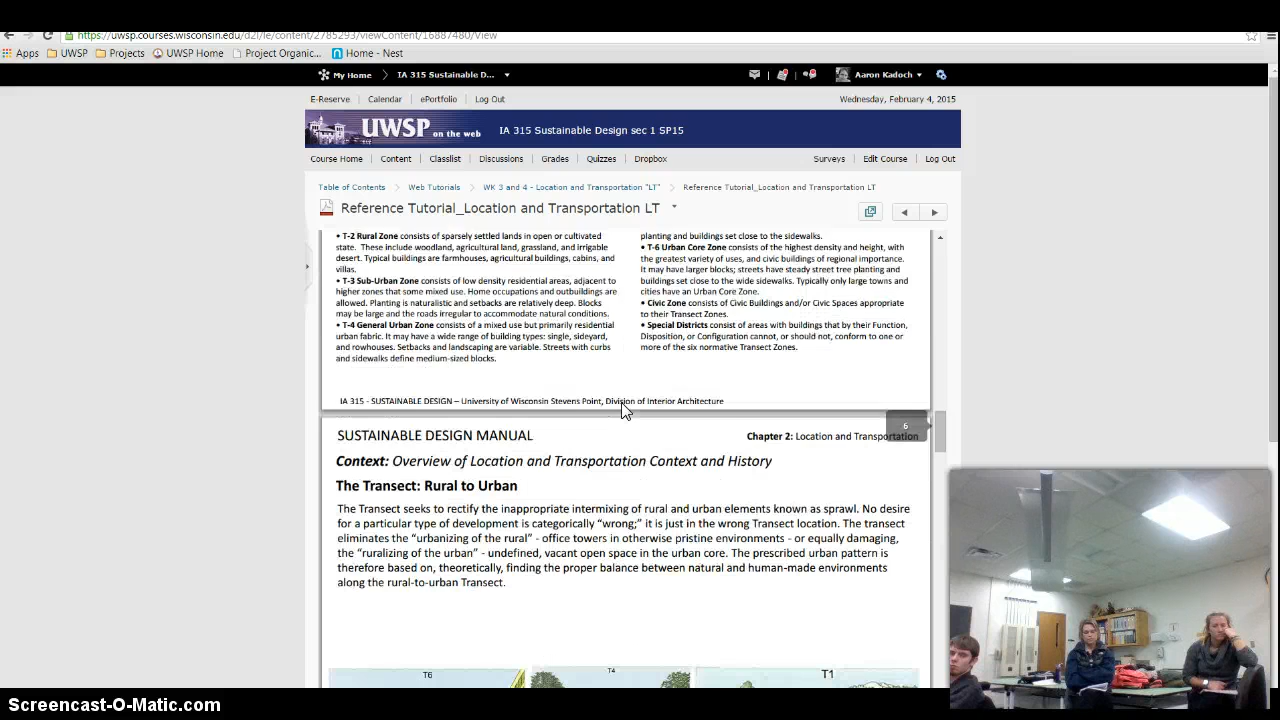 https://uwsp.courses.wisconsin.edu/d2l/le/content/2785293/viewContent/16887480/View
Apps UWSP Projects UWSP Home Project Organic... Home - Nest
My Home IA 315 Sustainable D... Aaron Kadoch
E-Reserve Calendar ePortfolio Log Out Wednesday, February 4, 2015
UWSP on the web IA 315 Sustainable Design sec 1 SP15
Course Home Content Classlist Discussions Grades Quizzes Dropbox Surveys Edit Course Log Out
Table of Contents Web Tutorials WK 3 and 4 - Location and Transportation "LT" Reference Tutorial_Location and Transportation LT
Reference Tutorial_Location and Transportation LT
• T-2 Rural Zone consists of sparsely settled lands in open or cultivated
state. These include woodland, agricultural land, grassland, and irrigable
desert. Typical buildings are farmhouses, agricultural buildings, cabins, and
villas.
• T-3 Sub-Urban Zone consists of low density residential areas, adjacent to
higher zones that some mixed use. Home occupations and outbuildings are
allowed. Planting is naturalistic and setbacks are relatively deep. Blocks
may be large and the roads irregular to accommodate natural conditions.
• T-4 General Urban Zone consists of a mixed use but primarily residential
urban fabric. It may have a wide range of building types: single, sideyard,
and rowhouses. Setbacks and landscaping are variable. Streets with curbs
and sidewalks define medium-sized blocks.
planting and buildings set close to the sidewalks.
• T-6 Urban Core Zone consists of the highest density and height, with
the greatest variety of uses, and civic buildings of regional importance.
It may have larger blocks; streets have steady street tree planting and
buildings set close to the wide sidewalks. Typically only large towns and
cities have an Urban Core Zone.
• Civic Zone consists of Civic Buildings and/or Civic Spaces appropriate
to their Transect Zones.
• Special Districts consist of areas with buildings that by their Function,
Disposition, or Configuration cannot, or should not, conform to one or
more of the six normative Transect Zones.
IA 315 - SUSTAINABLE DESIGN – University of Wisconsin Stevens Point, Division of Interior Architecture
6
SUSTAINABLE DESIGN MANUAL Chapter 2: Location and Transportation
Context: Overview of Location and Transportation Context and History
The Transect: Rural to Urban
The Transect seeks to rectify the inappropriate intermixing of rural and urban elements known as sprawl. No desire
for a particular type of development is categorically “wrong;” it is just in the wrong Transect location. The transect
eliminates the “urbanizing of the rural” - office towers in otherwise pristine environments - or equally damaging,
the “ruralizing of the urban” - undefined, vacant open space in the urban core. The prescribed urban pattern is
therefore based on, theoretically, finding the proper balance between natural and human-made environments
along the rural-to-urban Transect.
T6 T4 T1
Screencast-O-Matic.com